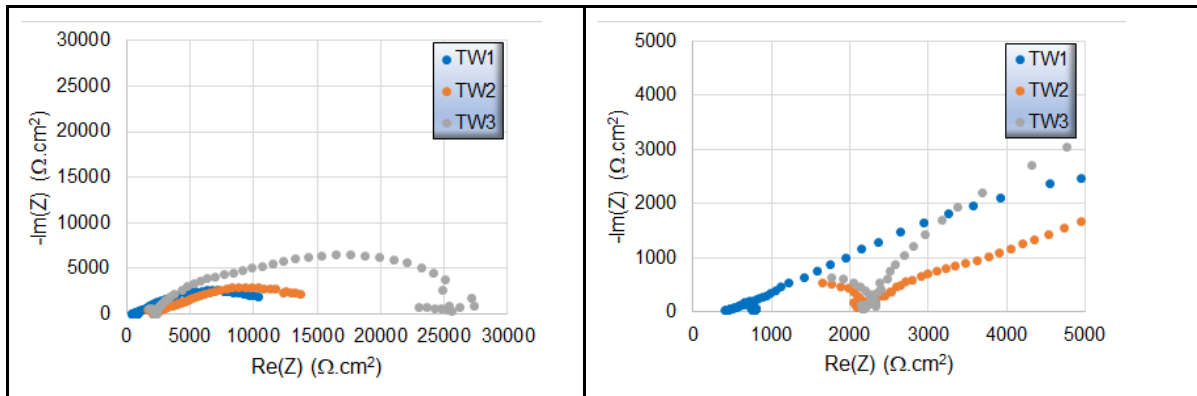 30000
25000
20000
15000
10000
5000
0
-Im(Z) (Ω.cm²)
TW1
TW2
TW3
0 5000 10000 15000 20000 25000 30000
Re(Z) (Ω.cm²)
5000
4000
3000
2000
1000
0
-Im(Z) (Ω.cm²)
TW1
TW2
TW3
0 1000 2000 3000 4000 5000
Re(Z) (Ω.cm²)